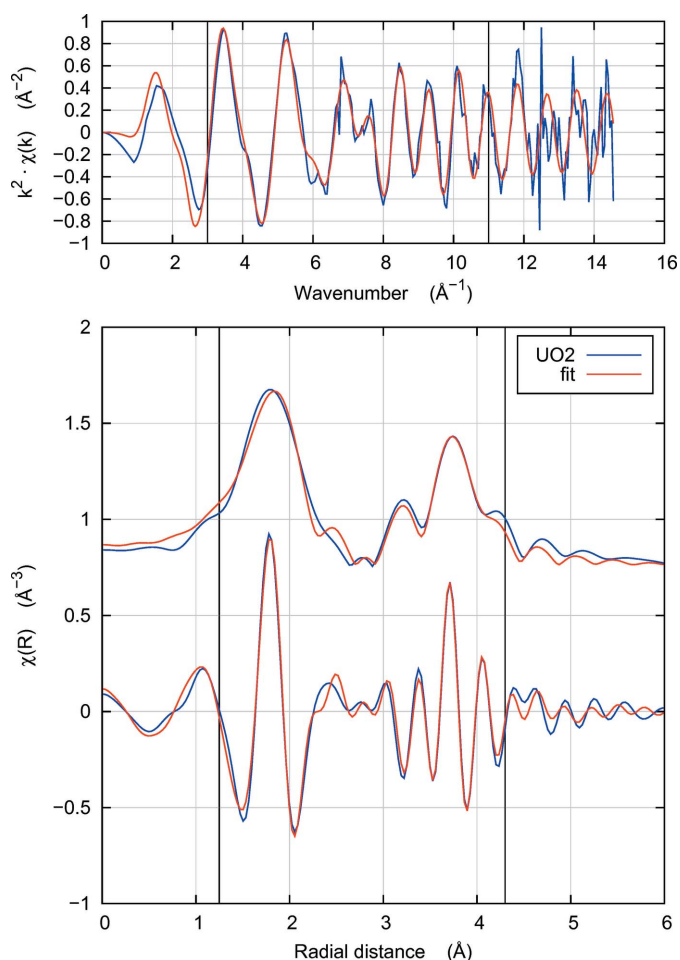 k² · χ(k) (Å⁻²)
1
0.8
0.6
0.4
0.2
0
−0.2
−0.4
−0.6
−0.8
−1
0 2 4 6 8 10 12 14 16
Wavenumber (Å⁻¹)
χ(R) (Å⁻³)
2
1.5
1
0.5
0
−0.5
−1
UO2
fit
0 1 2 3 4 5 6
Radial distance (Å)